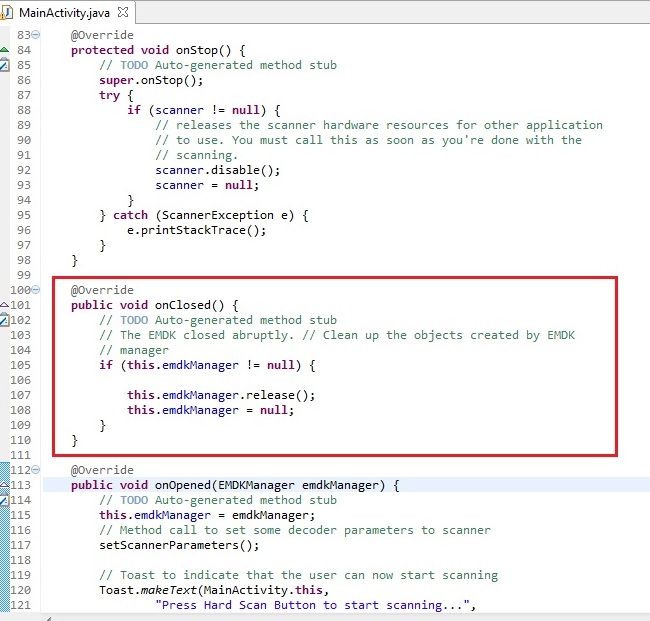 MainActivity.java
83 @Override
84 protected void onStop() {
85 // TODO Auto-generated method stub
86 super.onStop();
87 try {
88 if (scanner != null) {
89 // releases the scanner hardware resources for other application
90 // to use. You must call this as soon as you're done with the
91 // scanning.
92 scanner.disable();
93 scanner = null;
94 }
95 } catch (ScannerException e) {
96 e.printStackTrace();
97 }
98 }
99
100 @Override
101 public void onClosed() {
102 // TODO Auto-generated method stub
103 // The EMDK closed abruptly. // Clean up the objects created by EMDK
104 // manager
105 if (this.emdkManager != null) {
106
107 this.emdkManager.release();
108 this.emdkManager = null;
109 }
110 }
111
112 @Override
113 public void onOpened(EMDKManager emdkManager) {
114 // TODO Auto-generated method stub
115 this.emdkManager = emdkManager;
116 // Method call to set some decoder parameters to scanner
117 setScannerParameters();
118
119 // Toast to indicate that the user can now start scanning
120 Toast.makeText(MainActivity.this,
121 "Press Hard Scan Button to start scanning...",